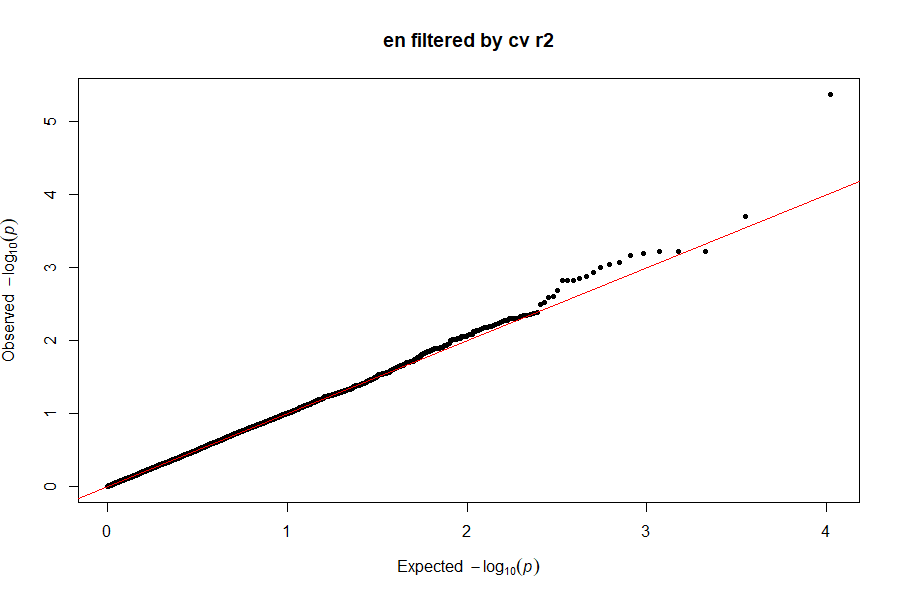 en filtered by cv r2
Observed −log₁₀(p)
5
4
3
2
1
0
0 1 2 3 4
Expected −log₁₀(p)